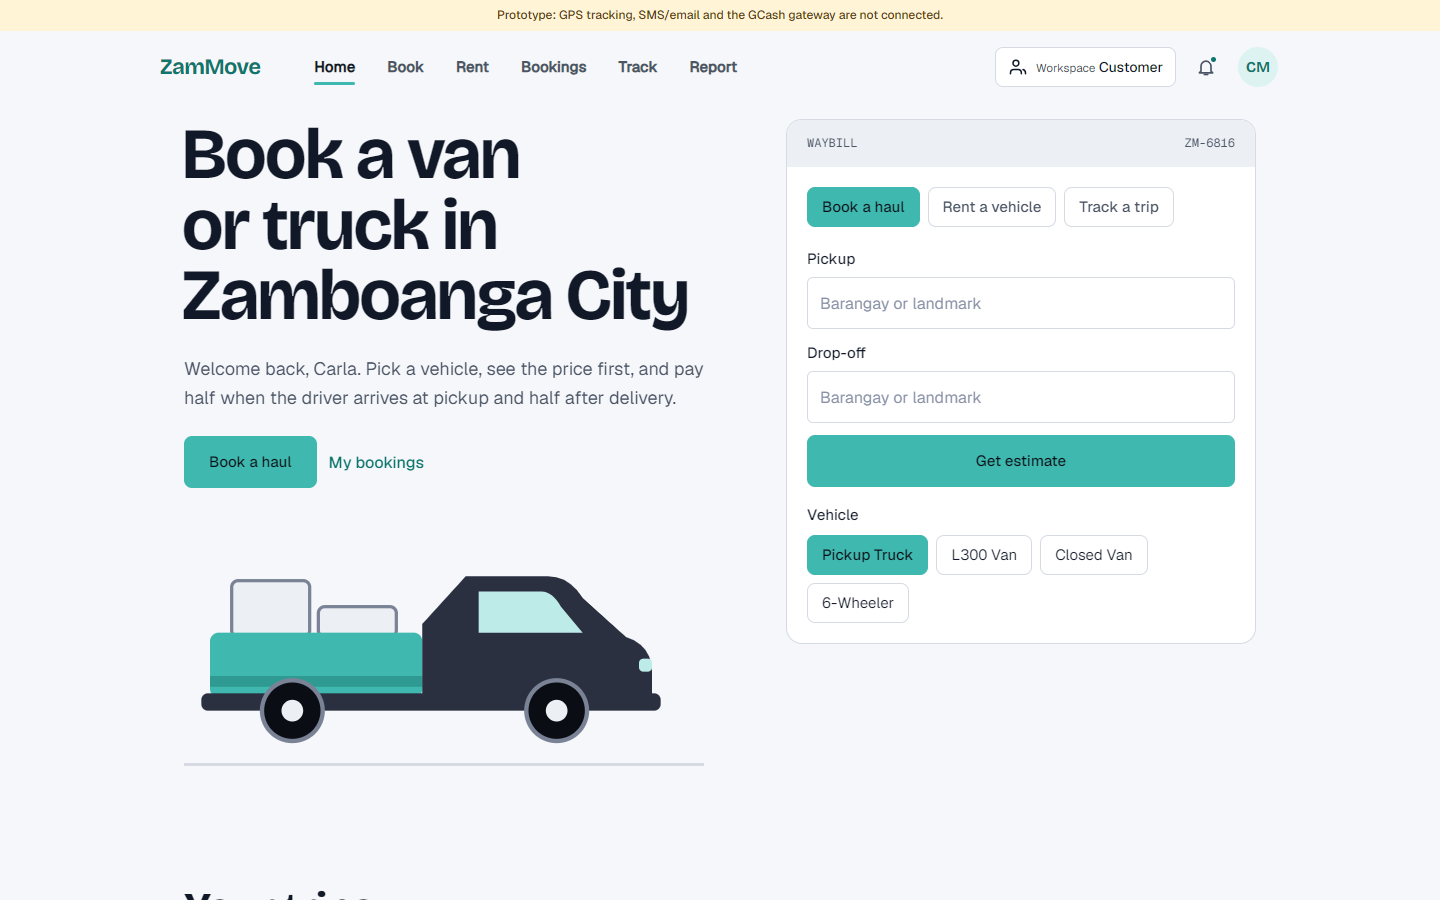 Prototype: GPS tracking, SMS/email and the GCash gateway are not connected.
ZamMove
Home
Book
Rent
Bookings
Track
Report
Workspace Customer
CM
Book a van
or truck in
Zamboanga City
Welcome back, Carla. Pick a vehicle, see the price first, and pay
half when the driver arrives at pickup and half after delivery.
Book a haul
My bookings
WAYBILL
ZM-6816
Book a haul
Rent a vehicle
Track a trip
Pickup
Barangay or landmark
Drop-off
Barangay or landmark
Get estimate
Vehicle
Pickup Truck
L300 Van
Closed Van
6-Wheeler